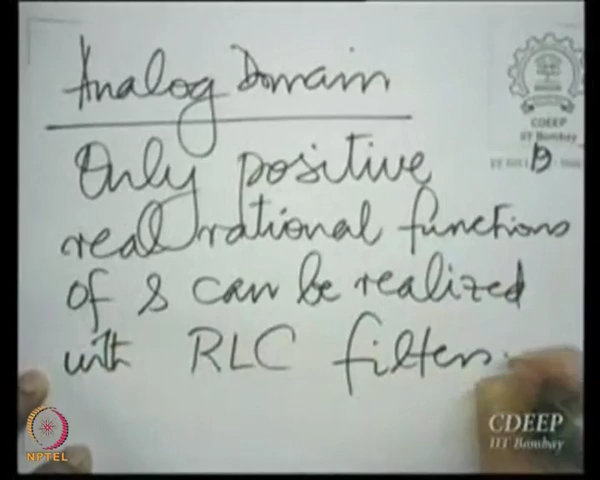 Analog Domain
Only positive
real rational functions
of s can be realized
with RLC filters.
CDEEP
IIT Bombay
13
CDEEP
IIT Bombay
NPTEL